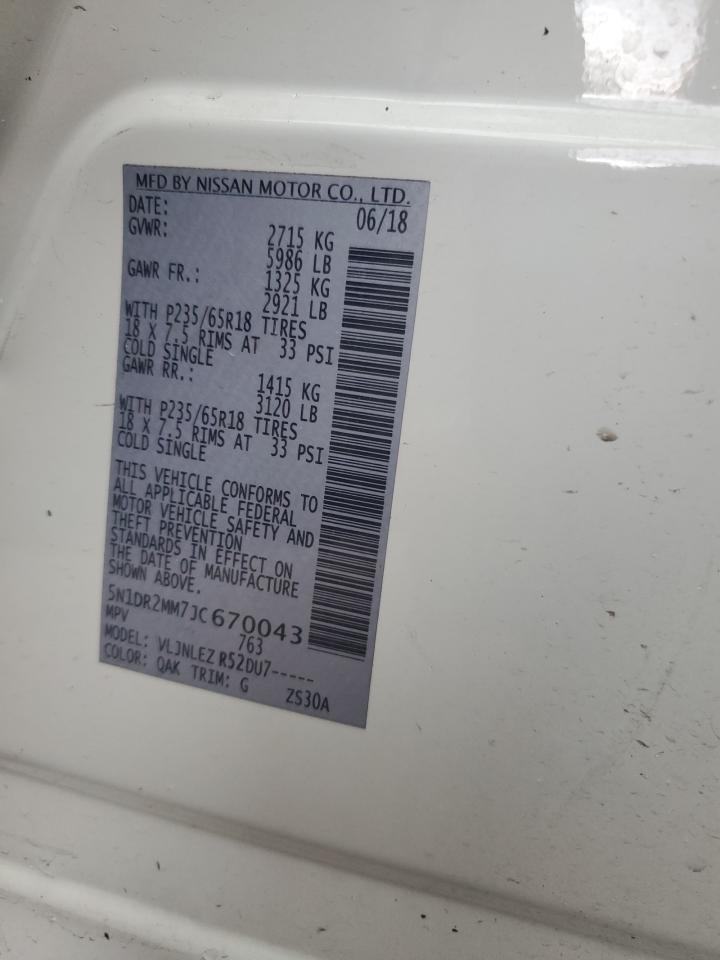 MFD BY NISSAN MOTOR CO., LTD.
DATE: 06/18
GVWR: 2715 KG
5986 LB
GAWR FR.: 1325 KG
2921 LB
WITH P235/65R18 TIRES
18 X 7.5 RIMS AT 33 PSI
COLD SINGLE
GAWR RR.: 1415 KG
3120 LB
WITH P235/65R18 TIRES
18 X 7.5 RIMS AT 33 PSI
COLD SINGLE
THIS VEHICLE CONFORMS TO
ALL APPLICABLE FEDERAL
MOTOR VEHICLE SAFETY AND
THEFT PREVENTION
STANDARDS IN EFFECT ON
THE DATE OF MANUFACTURE
SHOWN ABOVE.
5N1DR2MM7JC670043
MPV 763
MODEL: VLJNLEZ R52DU7-----
COLOR: QAK TRIM: G ZS30A